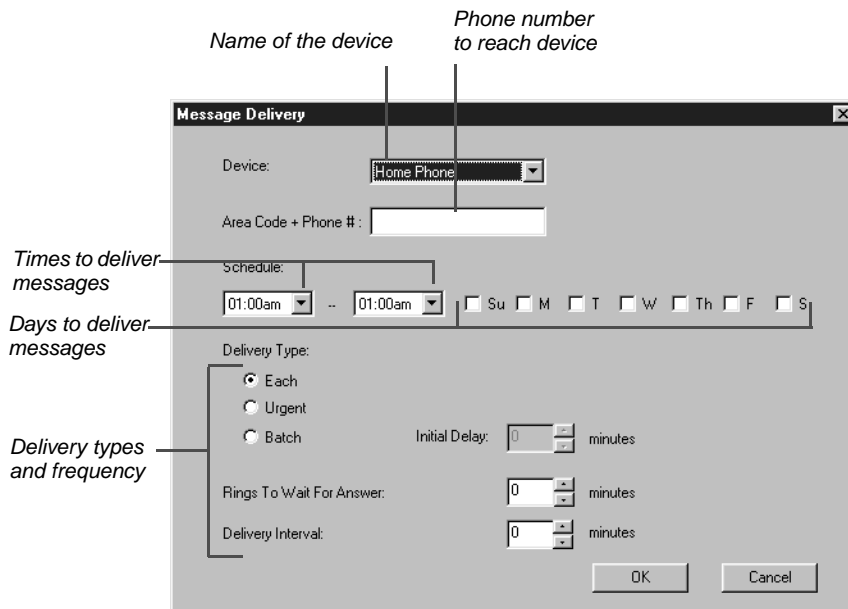 Name of the device
Phone number
to reach device
Message Delivery
Device:
Home Phone
Area Code + Phone # :
Times to deliver
messages
Schedule:
01:00am -- 01:00am Su M T W Th F S
Days to deliver
messages
Delivery Type:
Each
Urgent
Batch Initial Delay: 0 minutes
Delivery types
and frequency
Rings To Wait For Answer: 0 minutes
Delivery Interval: 0 minutes
OK Cancel